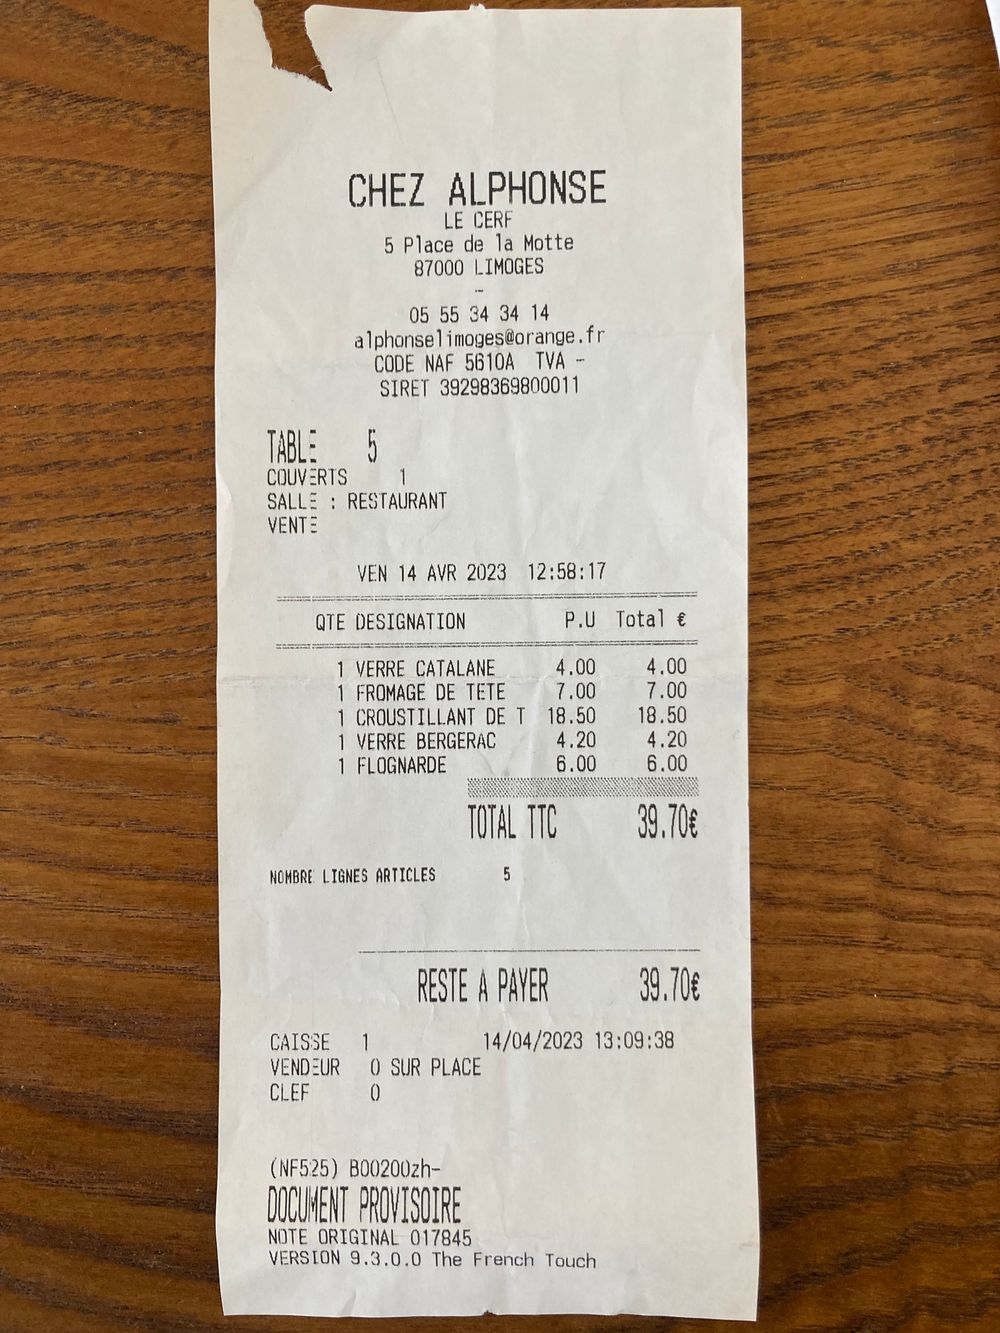 CHEZ ALPHONSE
LE CERF
5 Place de la Motte
87000 LIMOGES
-
05 55 34 34 14
alphonselimoges@orange.fr
CODE NAF 5610A TVA -
SIRET 39298369800011
TABLE 5
COUVERTS 1
SALLE : RESTAURANT
VENTE
VEN 14 AVR 2023 12:58:17
QTE DESIGNATION P.U Total €
1 VERRE CATALANE 4.00 4.00
1 FROMAGE DE TETE 7.00 7.00
1 CROUSTILLANT DE T 18.50 18.50
1 VERRE BERGERAC 4.20 4.20
1 FLOGNARDE 6.00 6.00
TOTAL TTC 39.70€
NOMBRE LIGNES ARTICLES 5
RESTE A PAYER 39.70€
CAISSE 1 14/04/2023 13:09:38
VENDEUR 0 SUR PLACE
CLEF 0
(NF525) B00200zh-
DOCUMENT PROVISOIRE
NOTE ORIGINAL 017845
VERSION 9.3.0.0 The French Touch